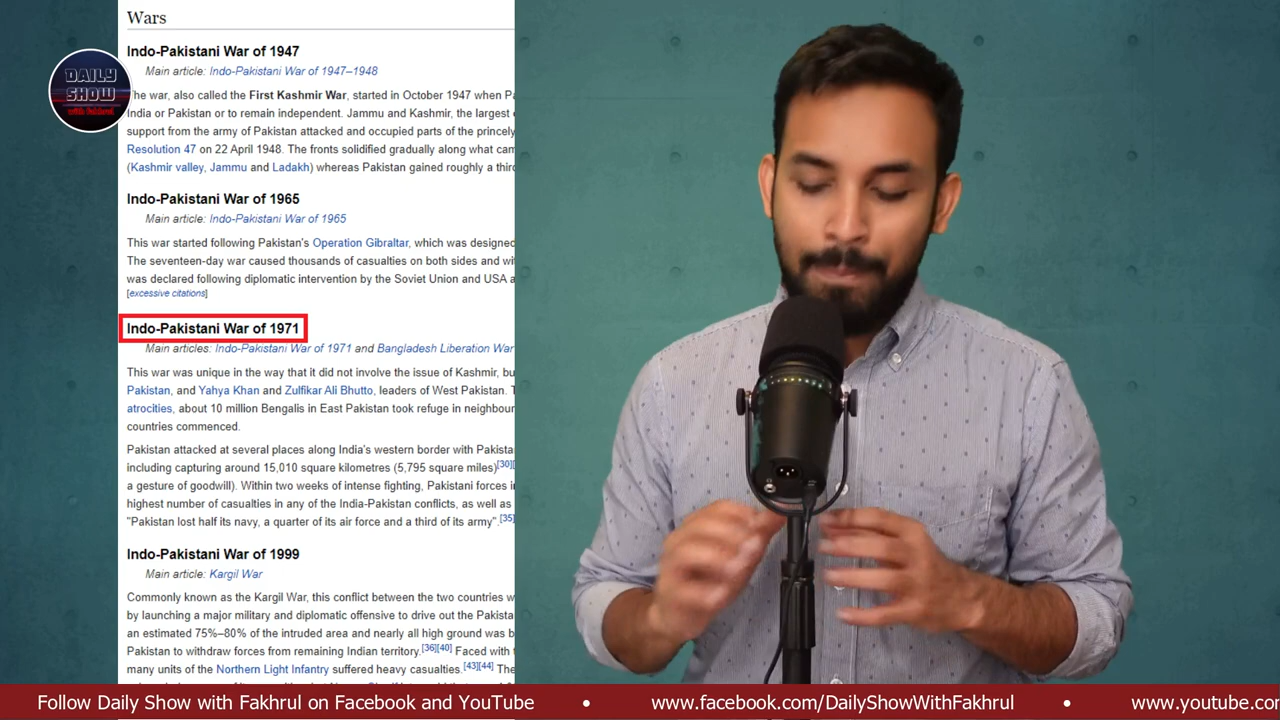 Wars
Indo-Pakistani War of 1947
Main article: Indo-Pakistani War of 1947–1948
DAILY
SHOW
with Fakhrul
The war, also called the First Kashmir War, started in October 1947 when
India or Pakistan or to remain independent. Jammu and Kashmir, the largest
support from the army of Pakistan attacked and occupied parts of the princely
Resolution 47 on 22 April 1948. The fronts solidified gradually along what
(Kashmir valley, Jammu and Ladakh) whereas Pakistan gained roughly a
Indo-Pakistani War of 1965
Main article: Indo-Pakistani War of 1965
This war started following Pakistan's Operation Gibraltar, which was designed
The seventeen-day war caused thousands of casualties on both sides and
was declared following diplomatic intervention by the Soviet Union and USA
[excessive citations]
Indo-Pakistani War of 1971
Main articles: Indo-Pakistani War of 1971 and Bangladesh Liberation War
This war was unique in the way that it did not involve the issue of Kashmir,
Pakistan, and Yahya Khan and Zulfikar Ali Bhutto, leaders of West Pakistan.
atrocities, about 10 million Bengalis in East Pakistan took refuge in
countries commenced.
Pakistan attacked at several places along India's western border with
including capturing around 15,010 square kilometres (5,795 square miles)[30]
a gesture of goodwill). Within two weeks of intense fighting, Pakistani forces
highest number of casualties in any of the India-Pakistan conflicts, as well as
"Pakistan lost half its navy, a quarter of its air force and a third of its army".[35]
Indo-Pakistani War of 1999
Main article: Kargil War
Commonly known as the Kargil War, this conflict between the two countries
by launching a major military and diplomatic offensive to drive out the
an estimated 75%–80% of the intruded area and nearly all high ground was
Pakistan to withdraw forces from remaining Indian territory.[36][40] Faced with
many units of the Northern Light Infantry suffered heavy casualties.[43][44] The
Follow Daily Show with Fakhrul on Facebook and YouTube • www.facebook.com/DailyShowWithFakhrul •